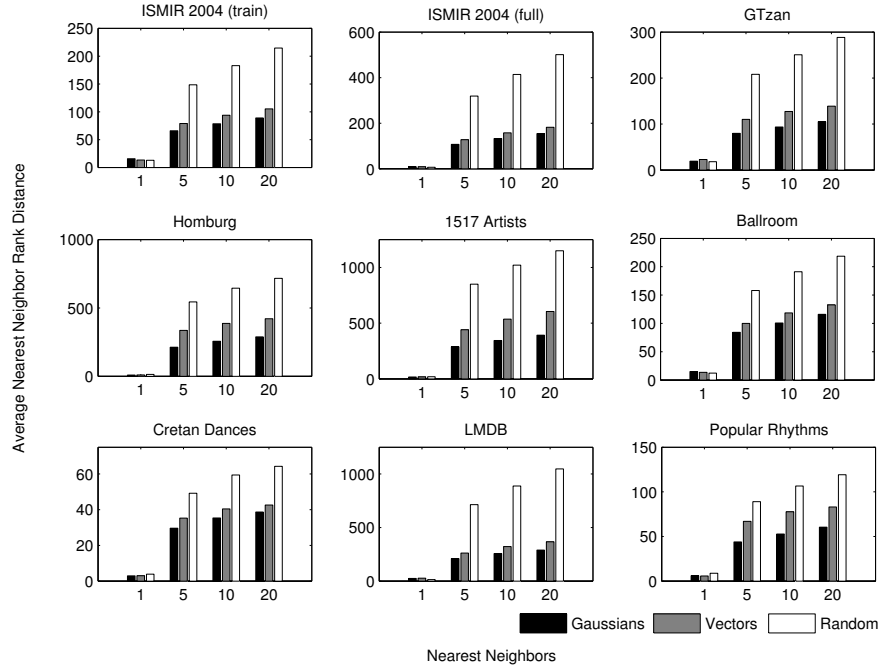 ISMIR 2004 (train)
250
200
150
100
50
0
1 5 10 20
ISMIR 2004 (full)
600
400
200
0
1 5 10 20
GTzan
300
200
100
0
1 5 10 20
Homburg
1000
500
0
1 5 10 20
1517 Artists
1000
500
0
1 5 10 20
Ballroom
250
200
150
100
50
0
1 5 10 20
Cretan Dances
60
40
20
0
1 5 10 20
LMDB
1000
500
0
1 5 10 20
Popular Rhythms
150
100
50
0
1 5 10 20
Average Nearest Neighbor Rank Distance
Gaussians Vectors Random
Nearest Neighbors